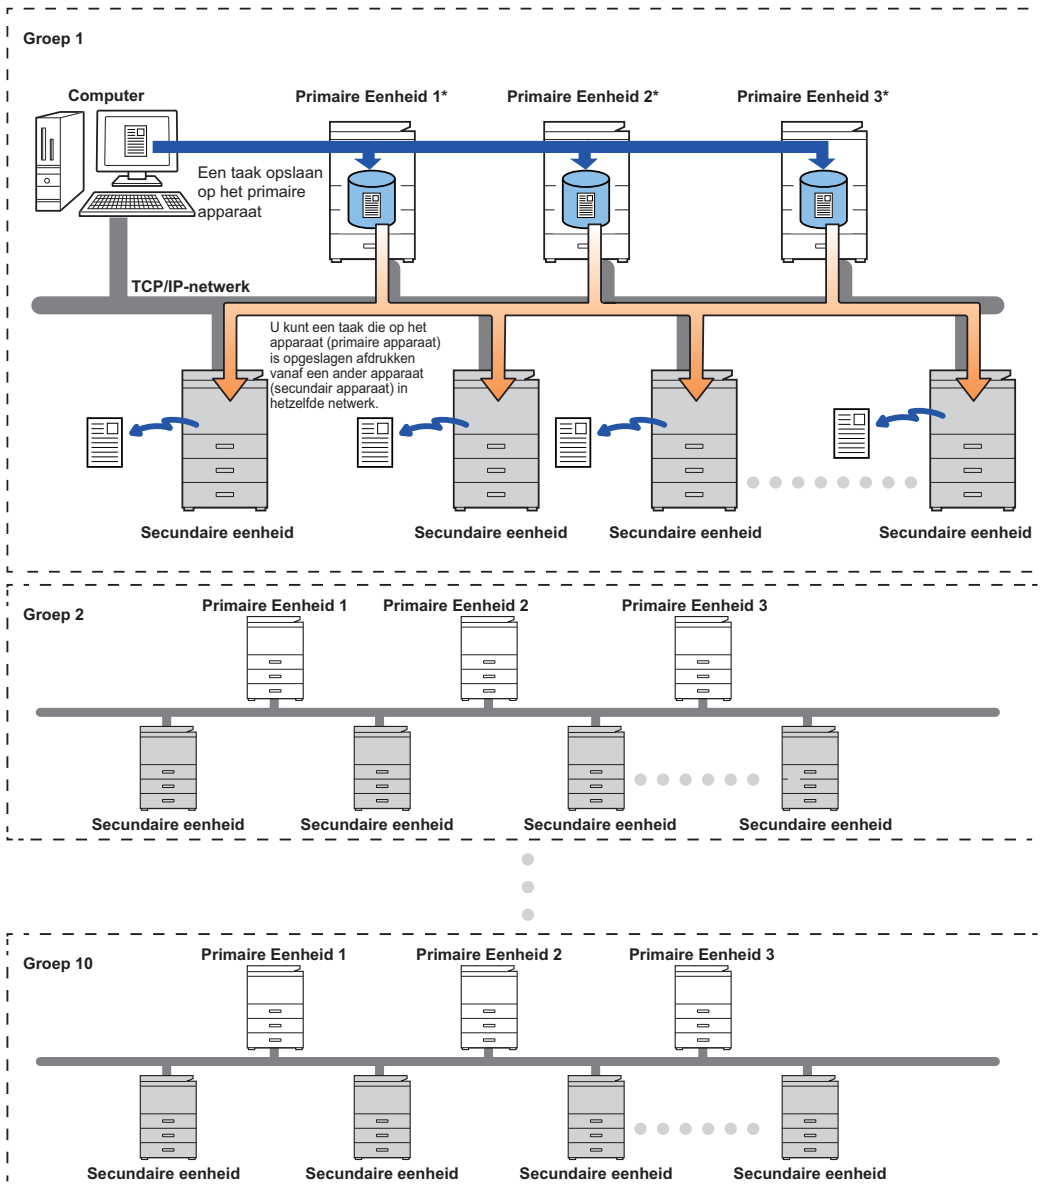 Groep 1
Computer
Primaire Eenheid 1*
Primaire Eenheid 2*
Primaire Eenheid 3*
Een taak opslaan
op het primaire
apparaat
TCP/IP-netwerk
U kunt een taak die op het
apparaat (primaire apparaat)
is opgeslagen afdrukken
vanaf een ander apparaat
(secundair apparaat) in
hetzelfde netwerk.
Secundaire eenheid
Secundaire eenheid
Secundaire eenheid
Secundaire eenheid
Groep 2
Primaire Eenheid 1
Primaire Eenheid 2
Primaire Eenheid 3
Secundaire eenheid
Secundaire eenheid
Secundaire eenheid
Secundaire eenheid
Groep 10
Primaire Eenheid 1
Primaire Eenheid 2
Primaire Eenheid 3
Secundaire eenheid
Secundaire eenheid
Secundaire eenheid
Secundaire eenheid